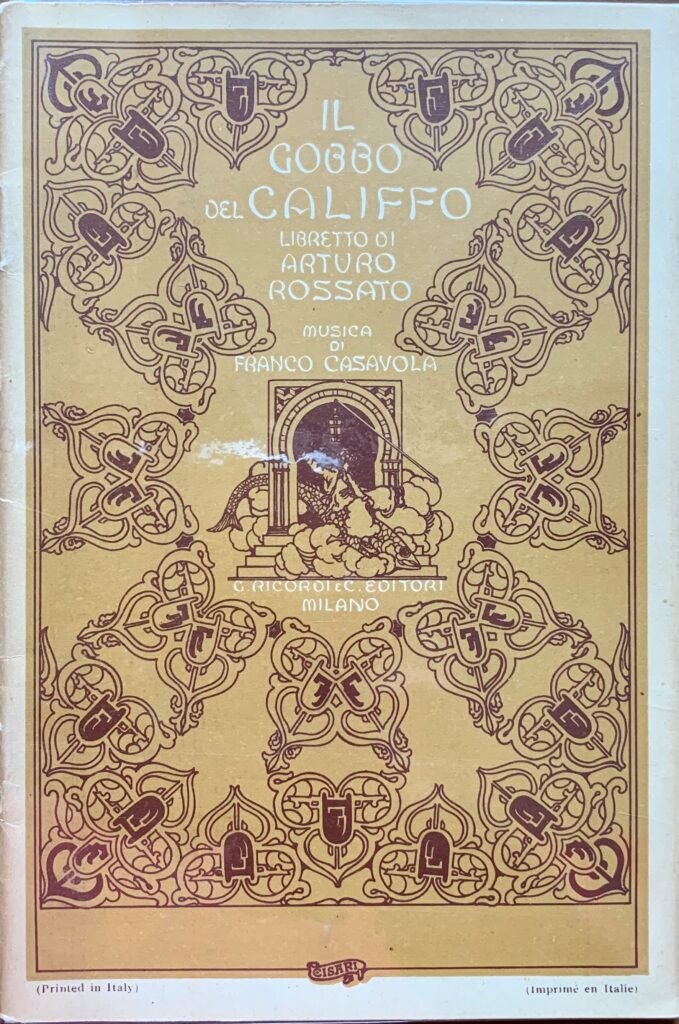 IL
GOBBO
DEL CALIFFO
LIBRETTO DI
ARTURO
ROSSATO
MUSICA
DI
FRANCO CASAVOLA
G. RICORDI E C. EDITORI
MILANO
CISARI
(Printed in Italy)
(Imprimé en Italie)